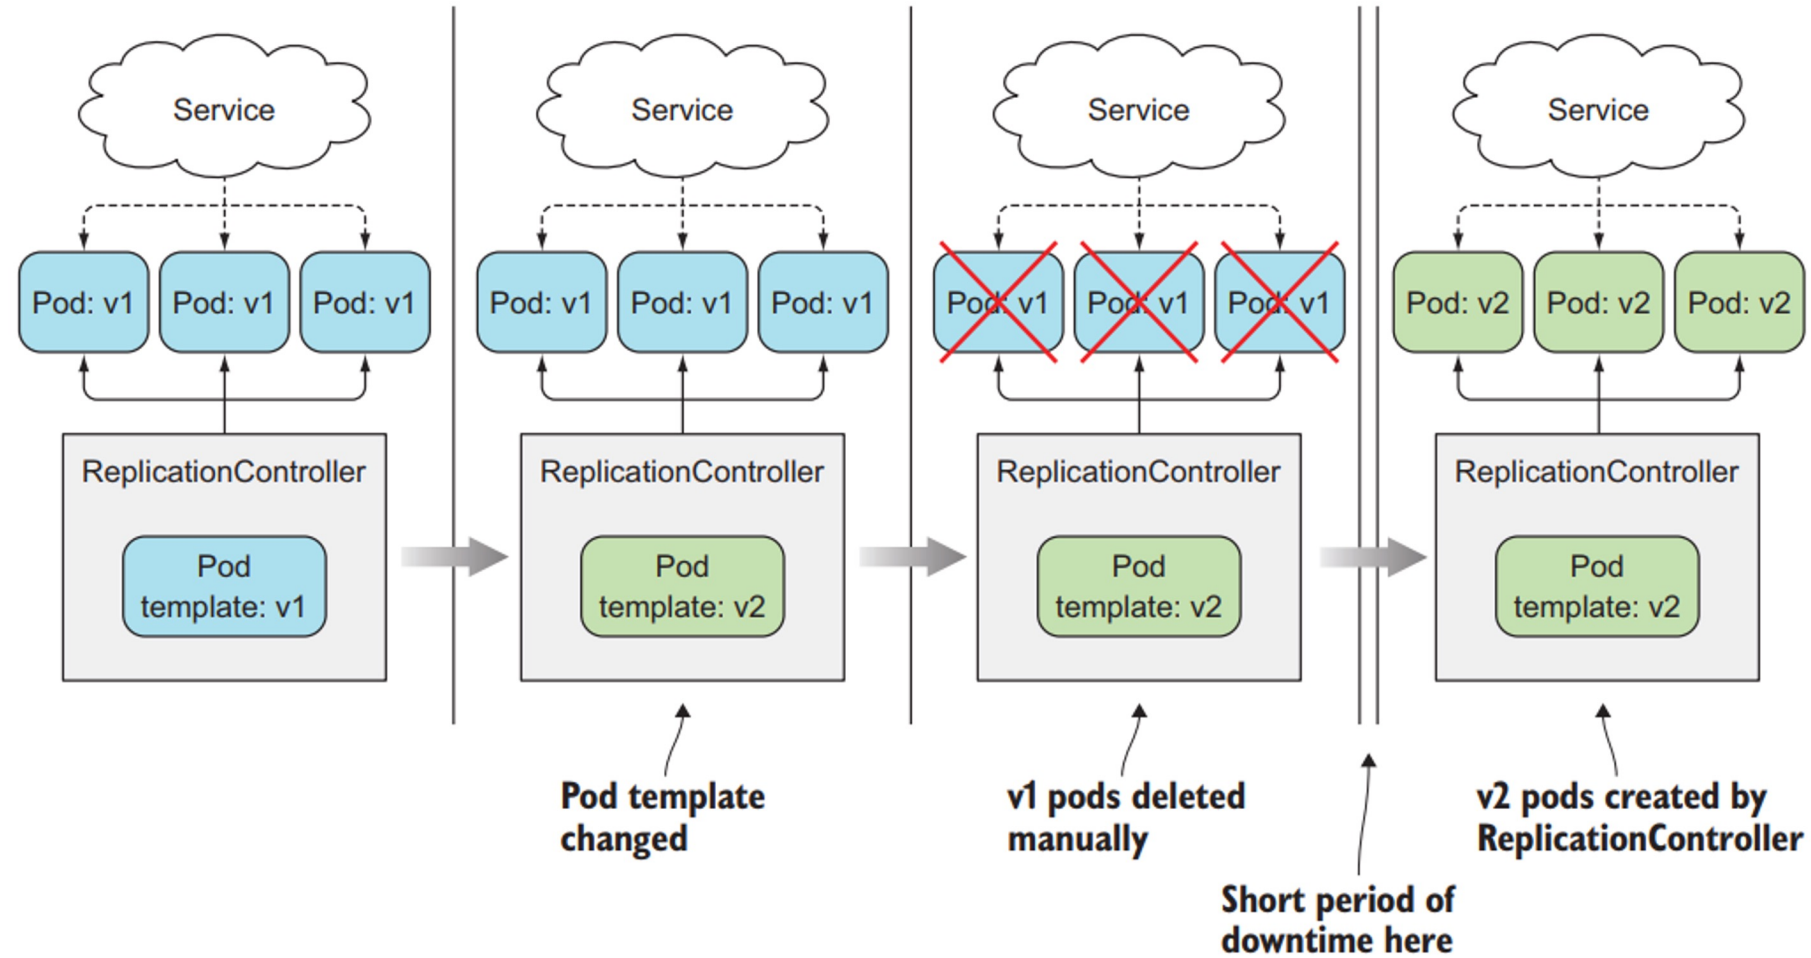 Service
Pod: v1
Pod: v1
Pod: v1
ReplicationController
Pod
template: v1
Service
Pod: v1
Pod: v1
Pod: v1
ReplicationController
Pod
template: v2
Pod template
changed
Service
Pod: v1
Pod: v1
Pod: v1
ReplicationController
Pod
template: v2
v1 pods deleted
manually
Short period of
downtime here
Service
Pod: v2
Pod: v2
Pod: v2
ReplicationController
Pod
template: v2
v2 pods created by
ReplicationController